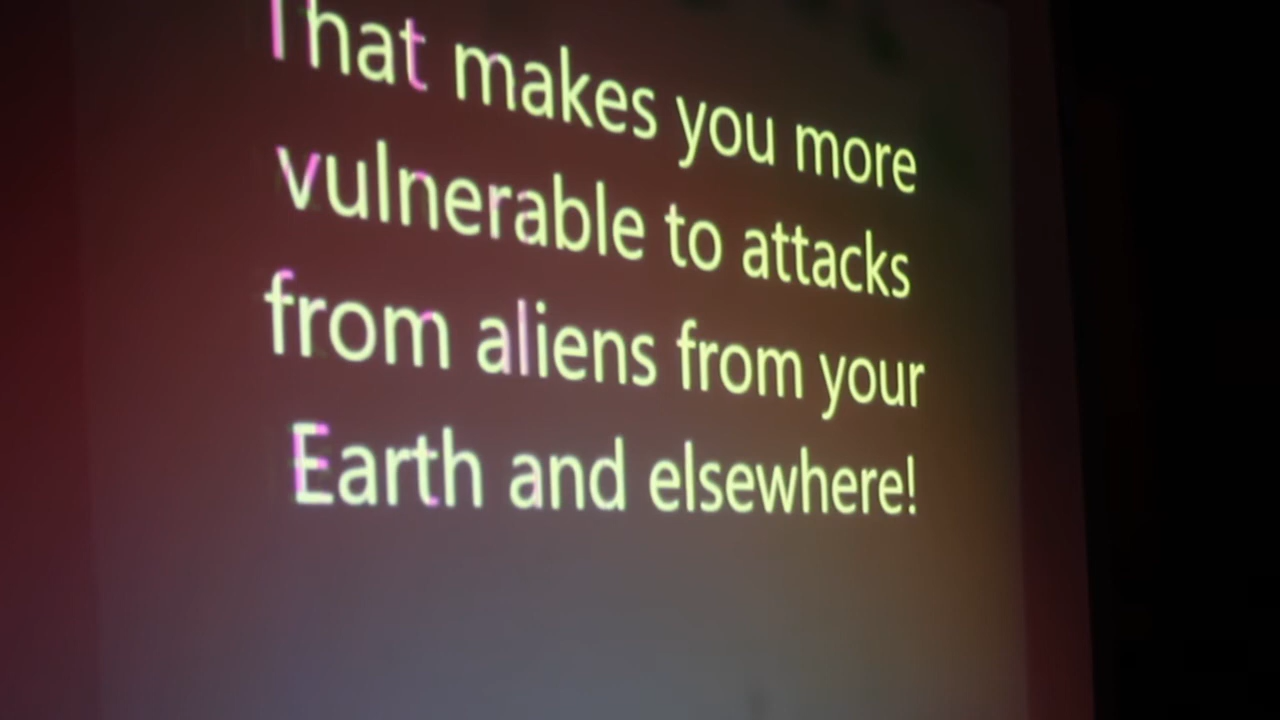 That makes you more
vulnerable to attacks
from aliens from your
Earth and elsewhere!